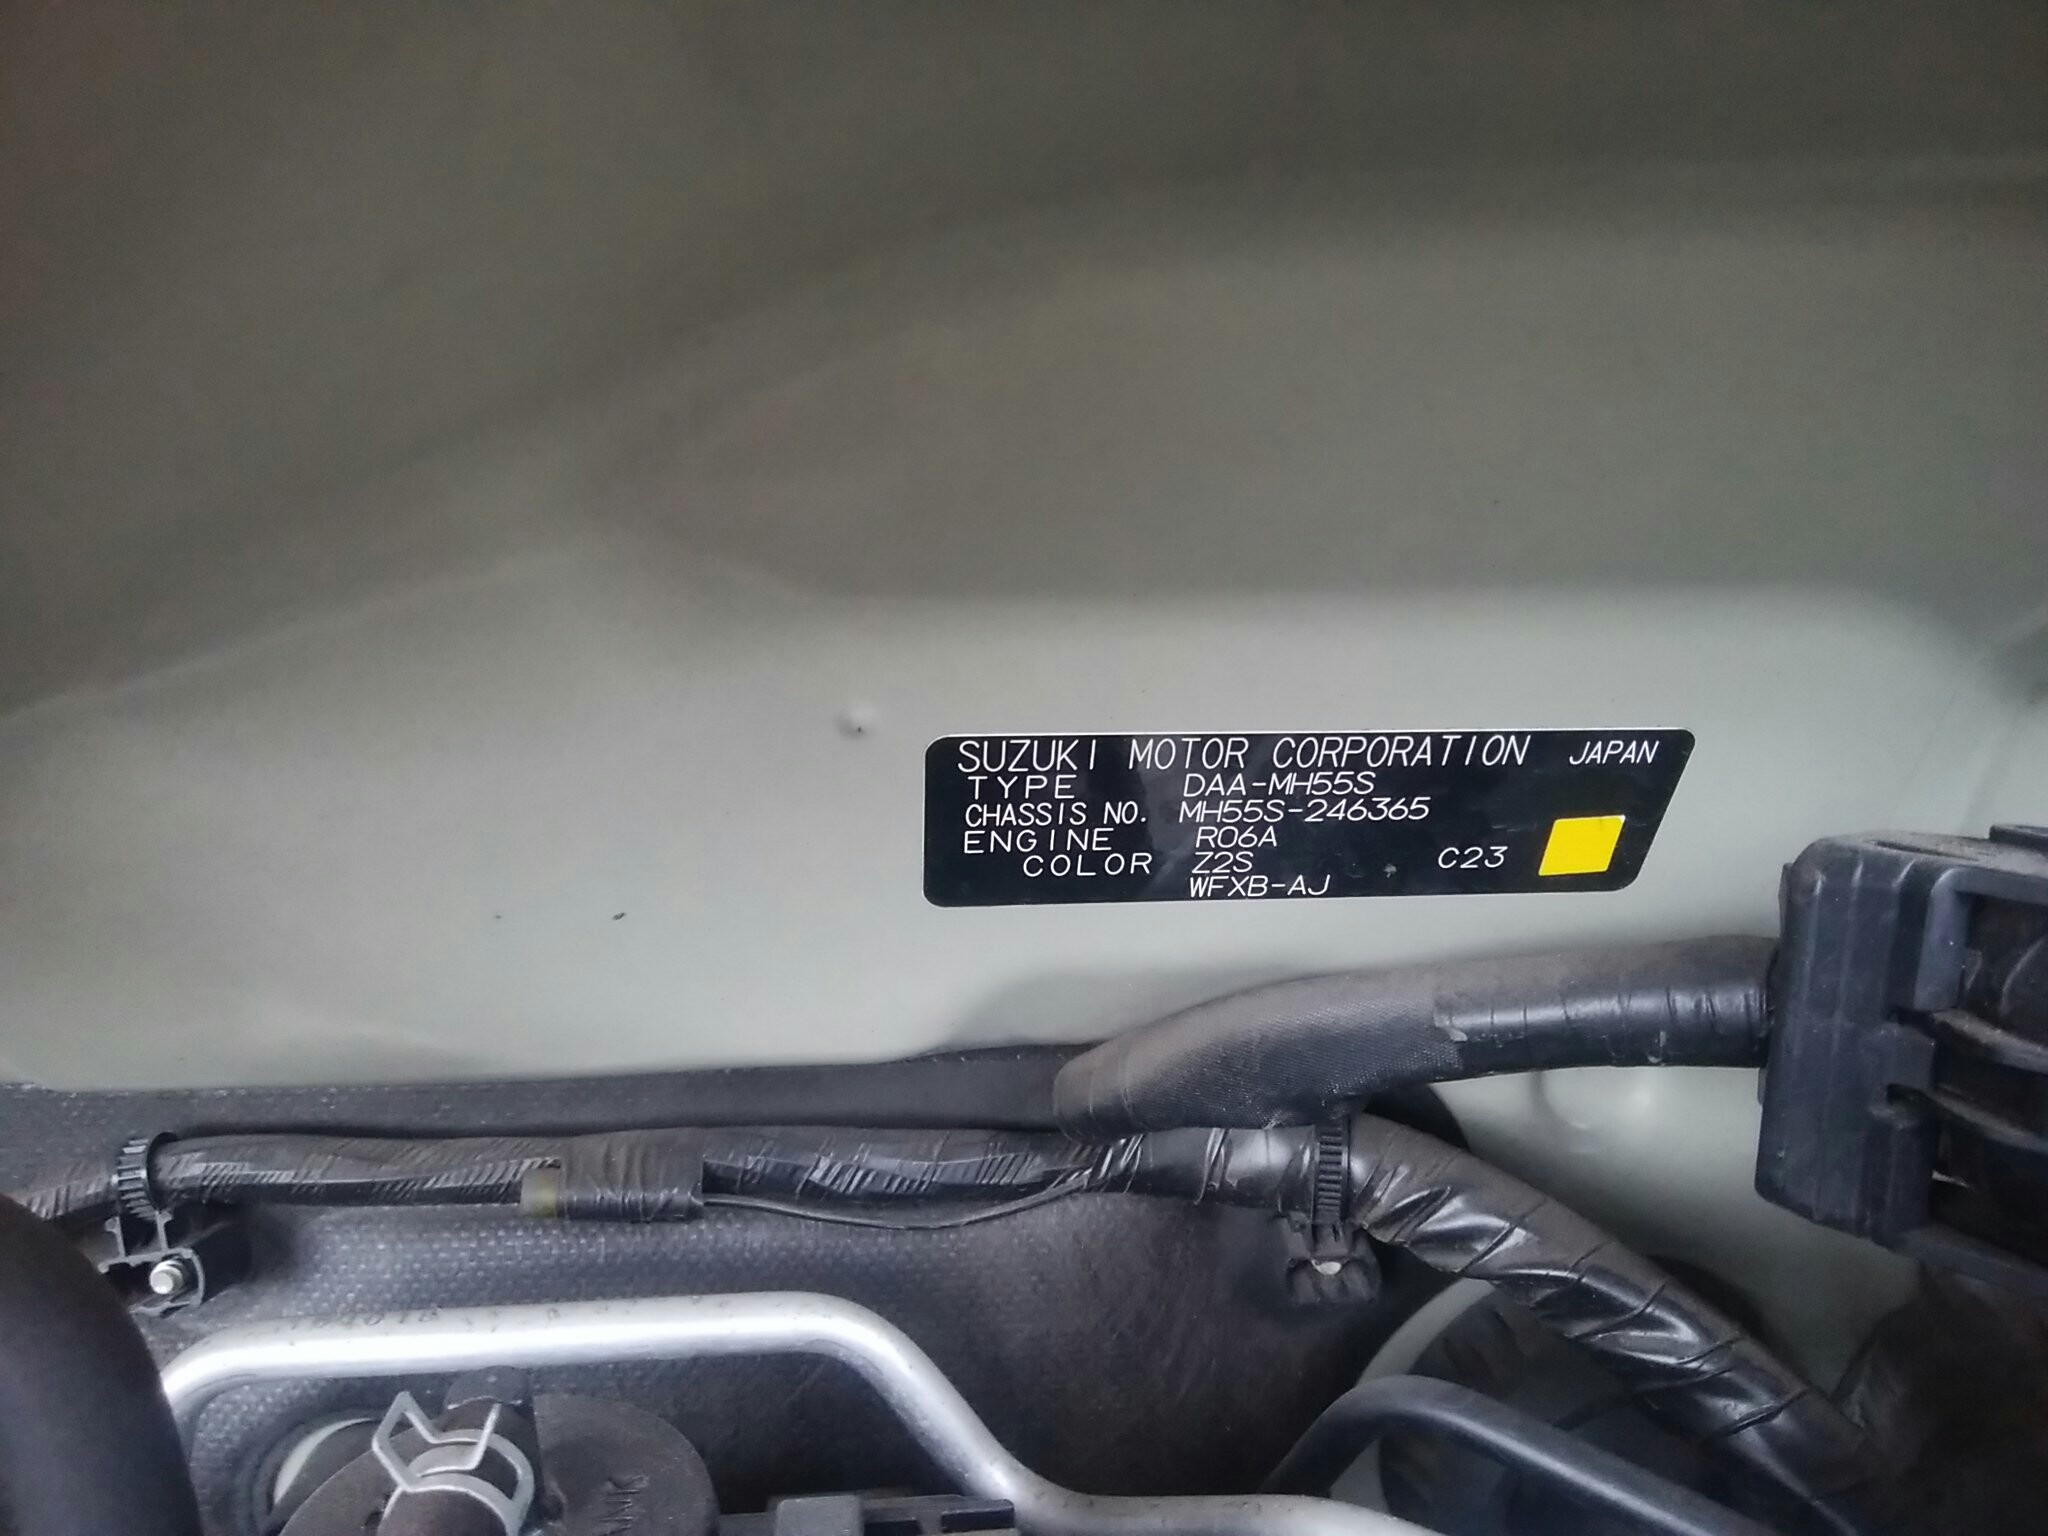 SUZUKI MOTOR CORPORATION JAPAN
TYPE DAA-MH55S
CHASSIS NO. MH55S-246365
ENGINE R06A
COLOR Z2S C23
WFXB-AJ